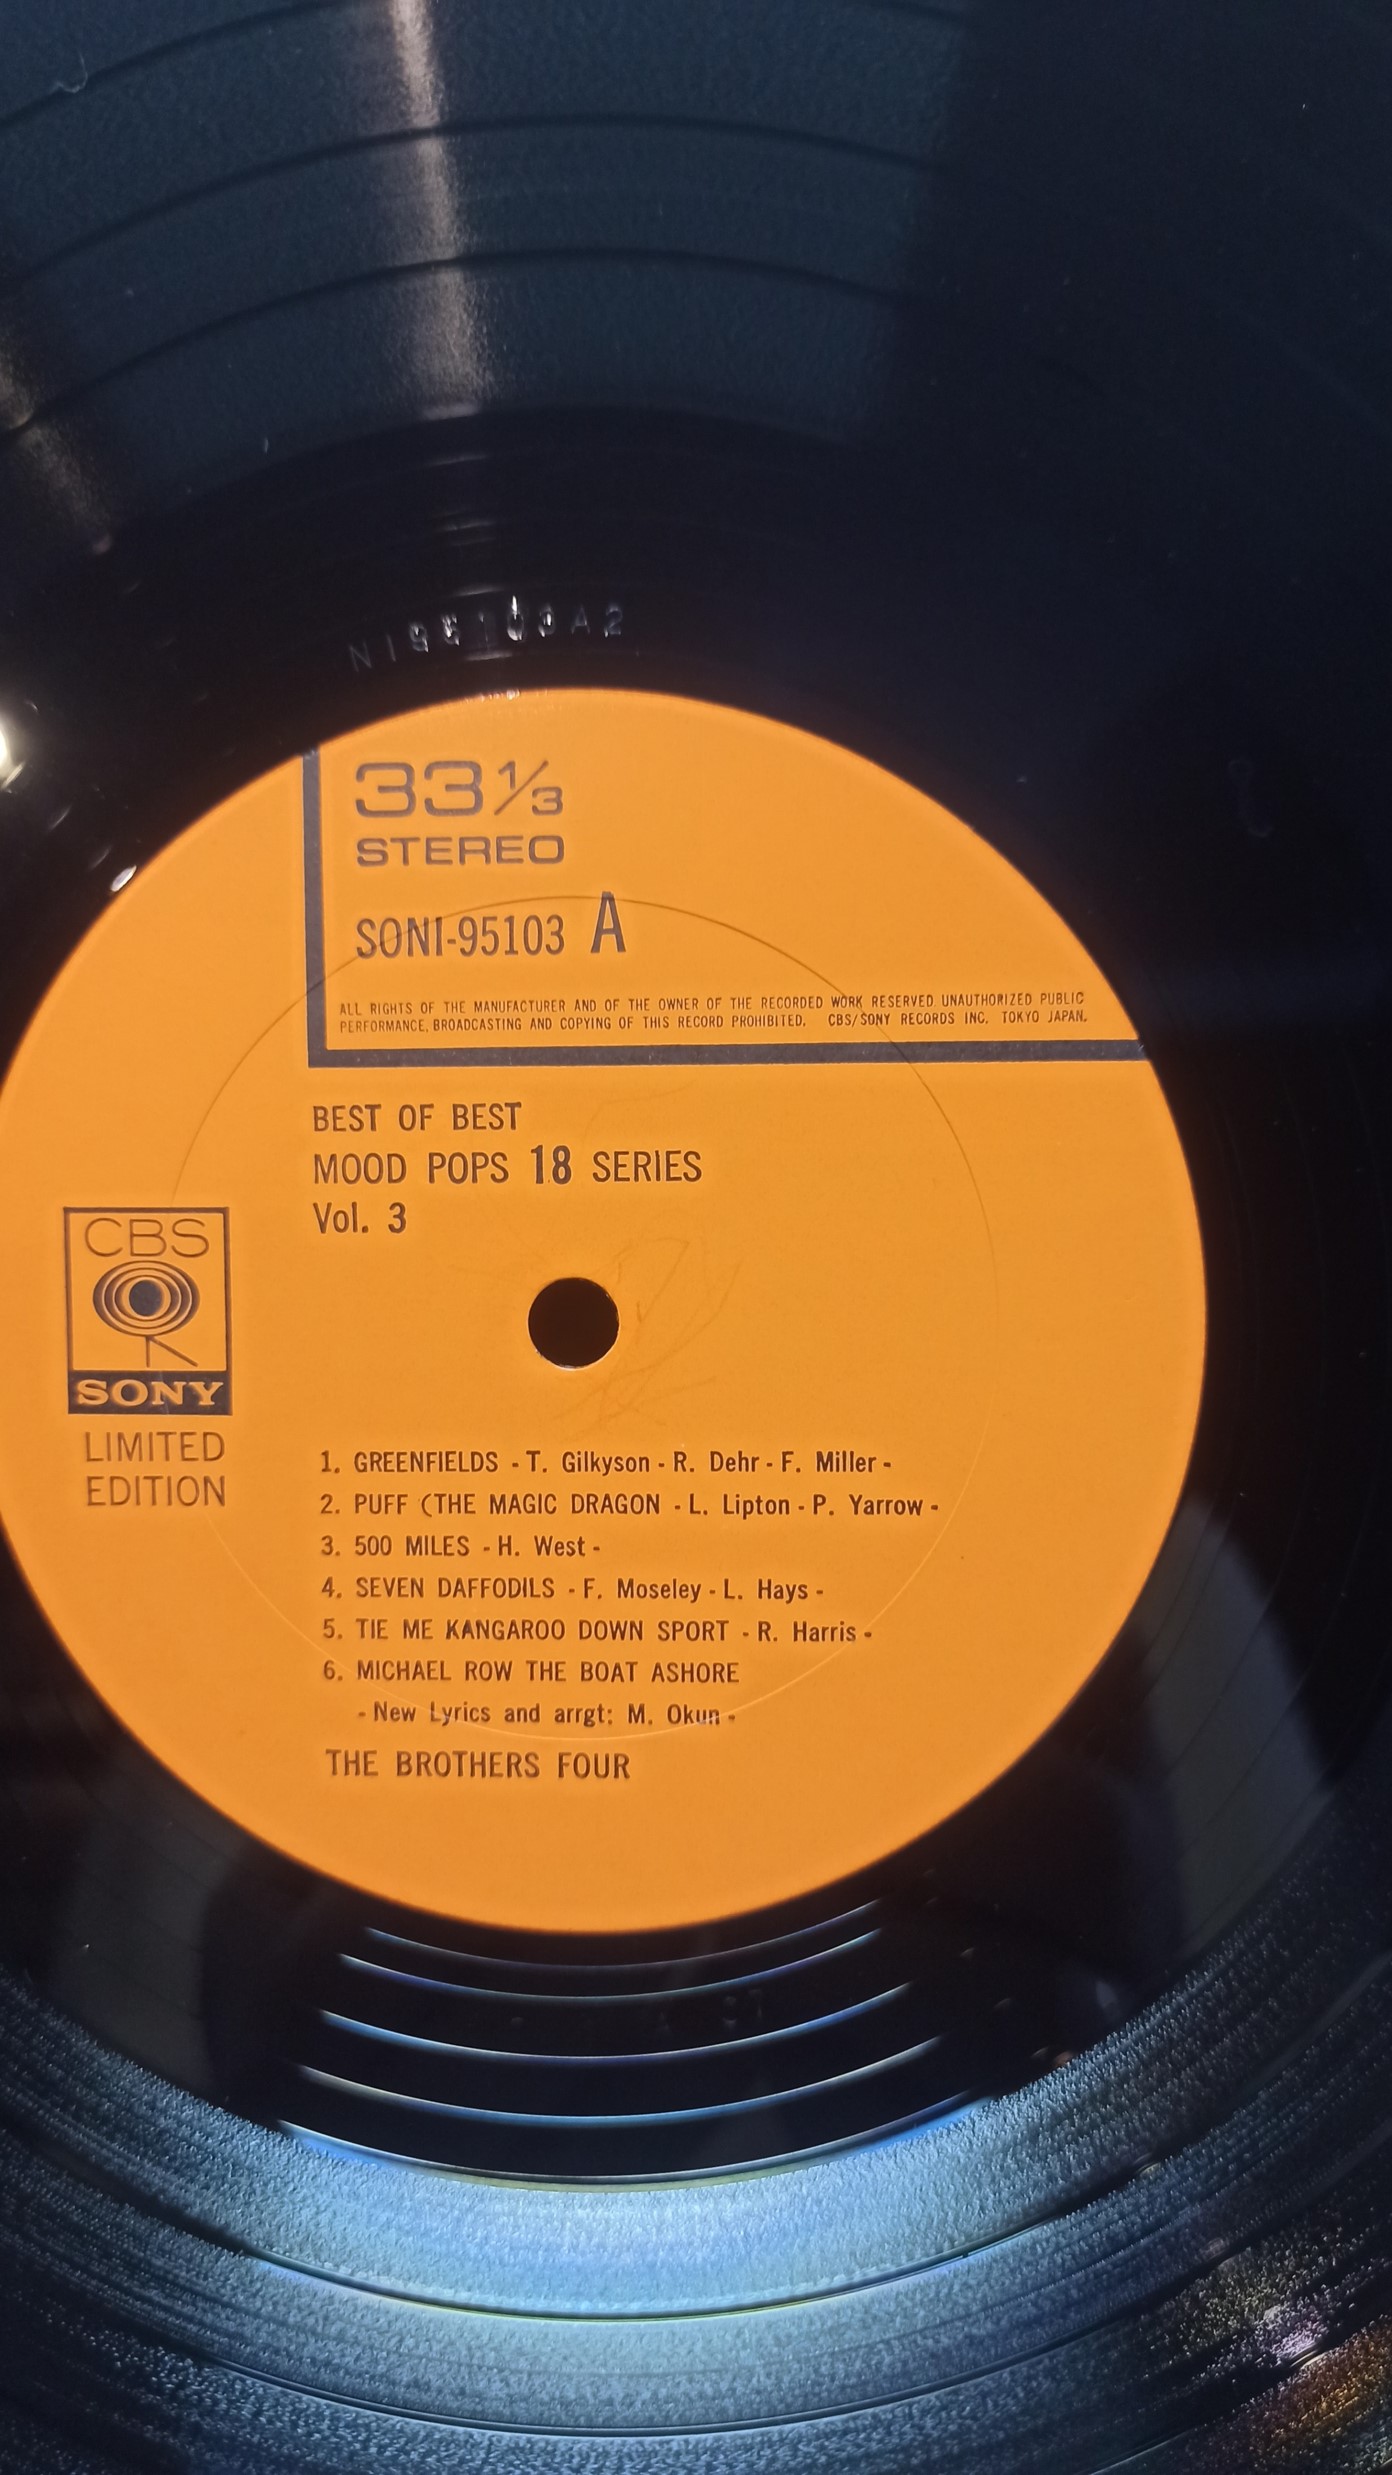 33 1/3
STEREO
SONI-95103 A
ALL RIGHTS OF THE MANUFACTURER AND OF THE OWNER OF THE RECORDED WORK RESERVED. UNAUTHORIZED PUBLIC
PERFORMANCE, BROADCASTING AND COPYING OF THIS RECORD PROHIBITED. CBS/SONY RECORDS INC. TOKYO JAPAN.
BEST OF BEST
MOOD POPS 18 SERIES
Vol. 3
CBS
SONY
LIMITED
EDITION
1. GREENFIELDS - T. Gilkyson - R. Dehr - F. Miller -
2. PUFF (THE MAGIC DRAGON - L. Lipton - P. Yarrow -
3. 500 MILES - H. West -
4. SEVEN DAFFODILS - F. Moseley - L. Hays -
5. TIE ME KANGAROO DOWN SPORT - R. Harris -
6. MICHAEL ROW THE BOAT ASHORE
- New Lyrics and arrgt: M. Okun -
THE BROTHERS FOUR